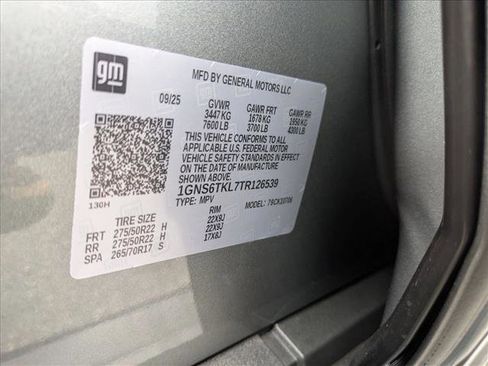 gm
MFD BY GENERAL MOTORS LLC
09/25
GVWR GAWR FRT GAWR RR
3447 KG 1678 KG 1950 KG
7600 LB 3700 LB 4300 LB
THIS VEHICLE CONFORMS TO ALL
APPLICABLE U.S. FEDERAL MOTOR
VEHICLE SAFETY STANDARDS IN EFFECT
ON THE DATE OF MANUFACTURE SHOWN ABOVE.
1GNS6TKL7TR126539
TYPE: MPV MODEL:
130H
TIRE SIZE RIM
FRT 275/50R22 H 22X9J
RR 275/50R22 H 22X9J
SPA 265/70R17 S 17X8J